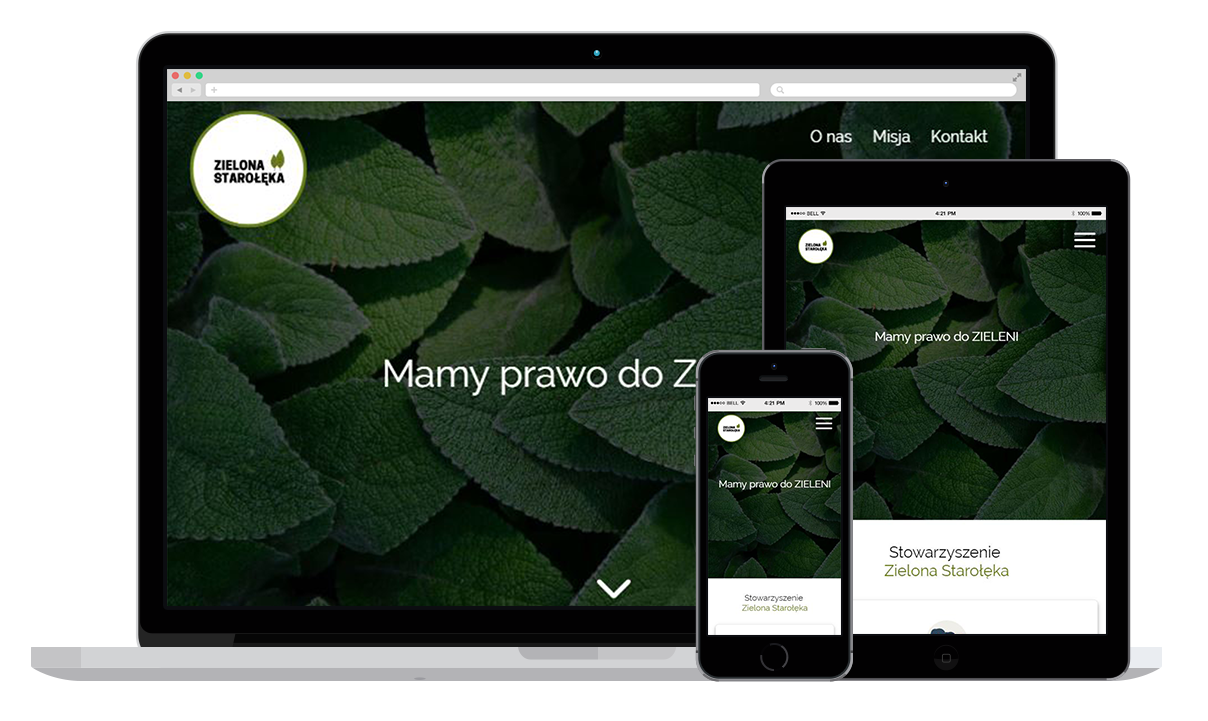 ZIELONA
STAROŁĘKA
O nas Misja Kontakt
Mamy prawo do Z
BELL 4:21 PM 100%
ZIELONA
STAROŁĘKA
Mamy prawo do ZIELENI
Stowarzyszenie
Zielona Starołęka
BELL 4:21 PM 100%
ZIELONA
STAROŁĘKA
Mamy prawo do ZIELENI
Stowarzyszenie
Zielona Starołęka